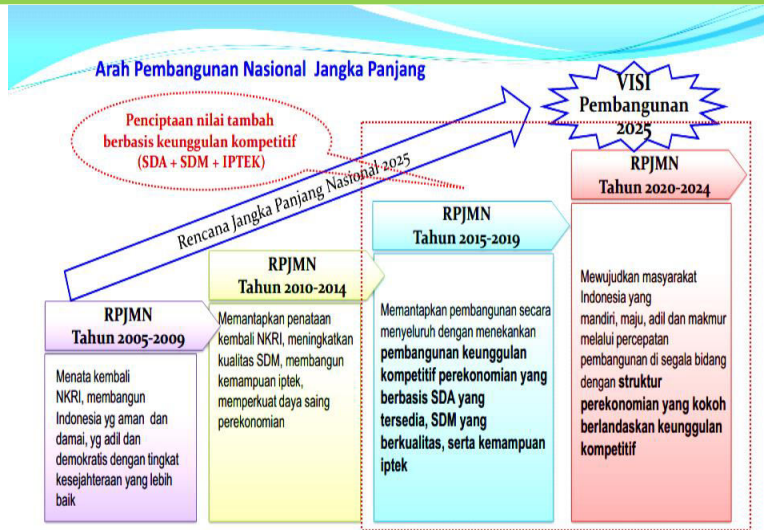 Arah Pembangunan Nasional Jangka Panjang
VISI
Pembangunan
2025
Penciptaan nilai tambah
berbasis keunggulan kompetitif
(SDA + SDM + IPTEK)
Rencana Jangka Panjang Nasional 2025
RPJMN
Tahun 2005-2009
Menata kembali
NKRI, membangun
Indonesia yg aman dan
damai, yg adil dan
demokratis dengan tingkat
kesejahteraan yang lebih
baik
RPJMN
Tahun 2010-2014
Memantapkan penataan
kembali NKRI, meningkatkan
kualitas SDM, membangun
kemampuan iptek,
memperkuat daya saing
perekonomian
RPJMN
Tahun 2015-2019
Memantapkan pembangunan secara
menyeluruh dengan menekankan
pembangunan keunggulan
kompetitif perekonomian yang
berbasis SDA yang
tersedia, SDM yang
berkualitas, serta kemampuan
iptek
RPJMN
Tahun 2020-2024
Mewujudkan masyarakat
Indonesia yang
mandiri, maju, adil dan makmur
melalui percepatan
pembangunan di segala bidang
dengan struktur
perekonomian yang kokoh
berlandaskan keunggulan
kompetitif